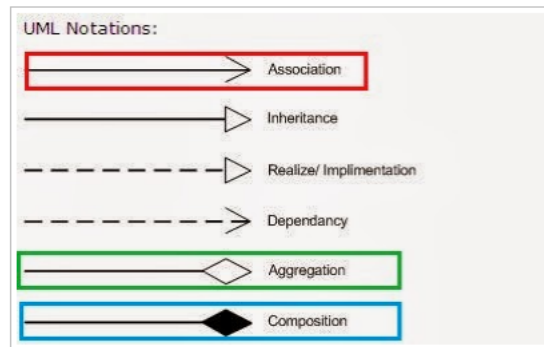 UML Notations:
Association
Inheritance
Realize/ Implimentation
Dependancy
Aggregation
Composition